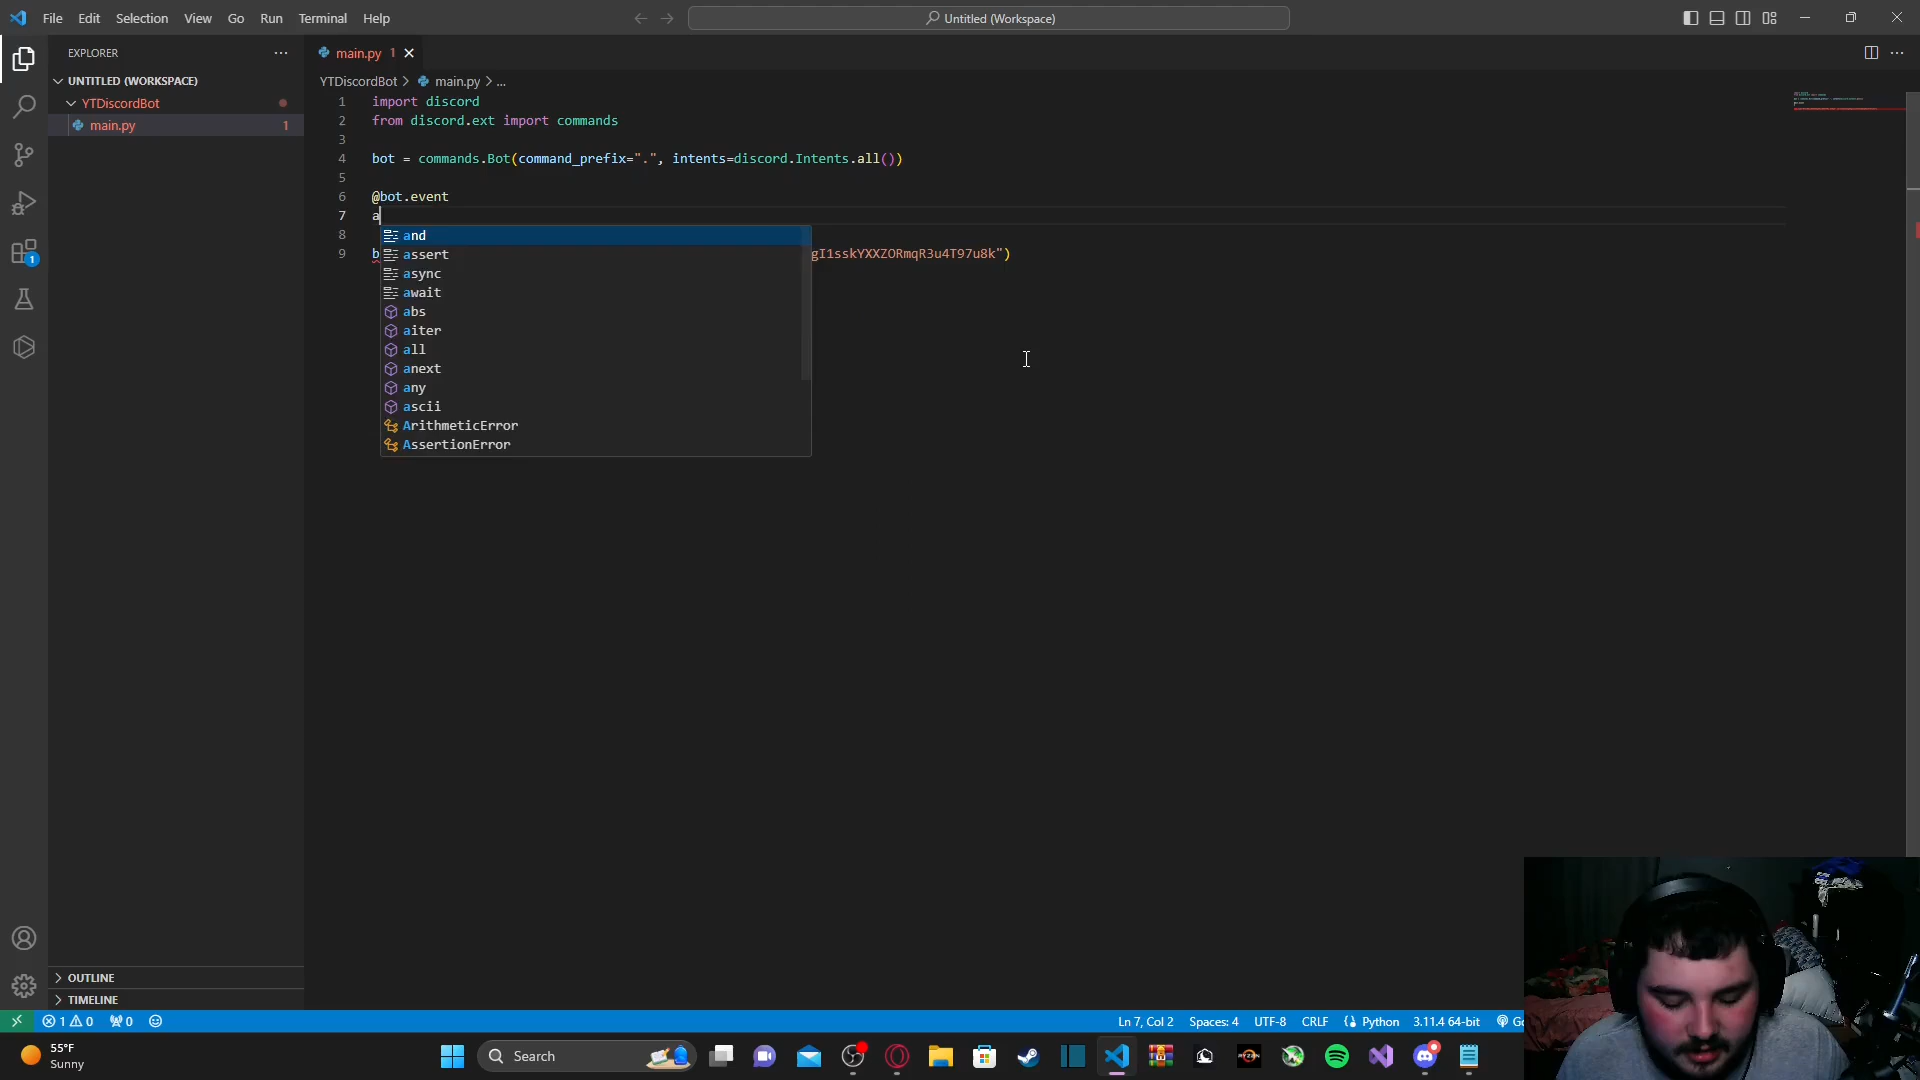 File Edit Selection View Go Run Terminal Help
Untitled (Workspace)
EXPLORER
UNTITLED (WORKSPACE)
YTDiscordBot
main.py 1
main.py 1
YTDiscordBot > main.py > ...
1 import discord
2 from discord.ext import commands
3
4 bot = commands.Bot(command_prefix=".", intents=discord.Intents.all())
5
6 @bot.event
7 a
8
9 b gI1sskYXXZORmqR3u4T97u8k")
and
assert
async
await
abs
aiter
all
anext
any
ascii
ArithmeticError
AssertionError
1
OUTLINE
TIMELINE
1 0 0
Ln 7, Col 2 Spaces: 4 UTF-8 CRLF Python 3.11.4 64-bit
55°F
Sunny
Search
RYZEN